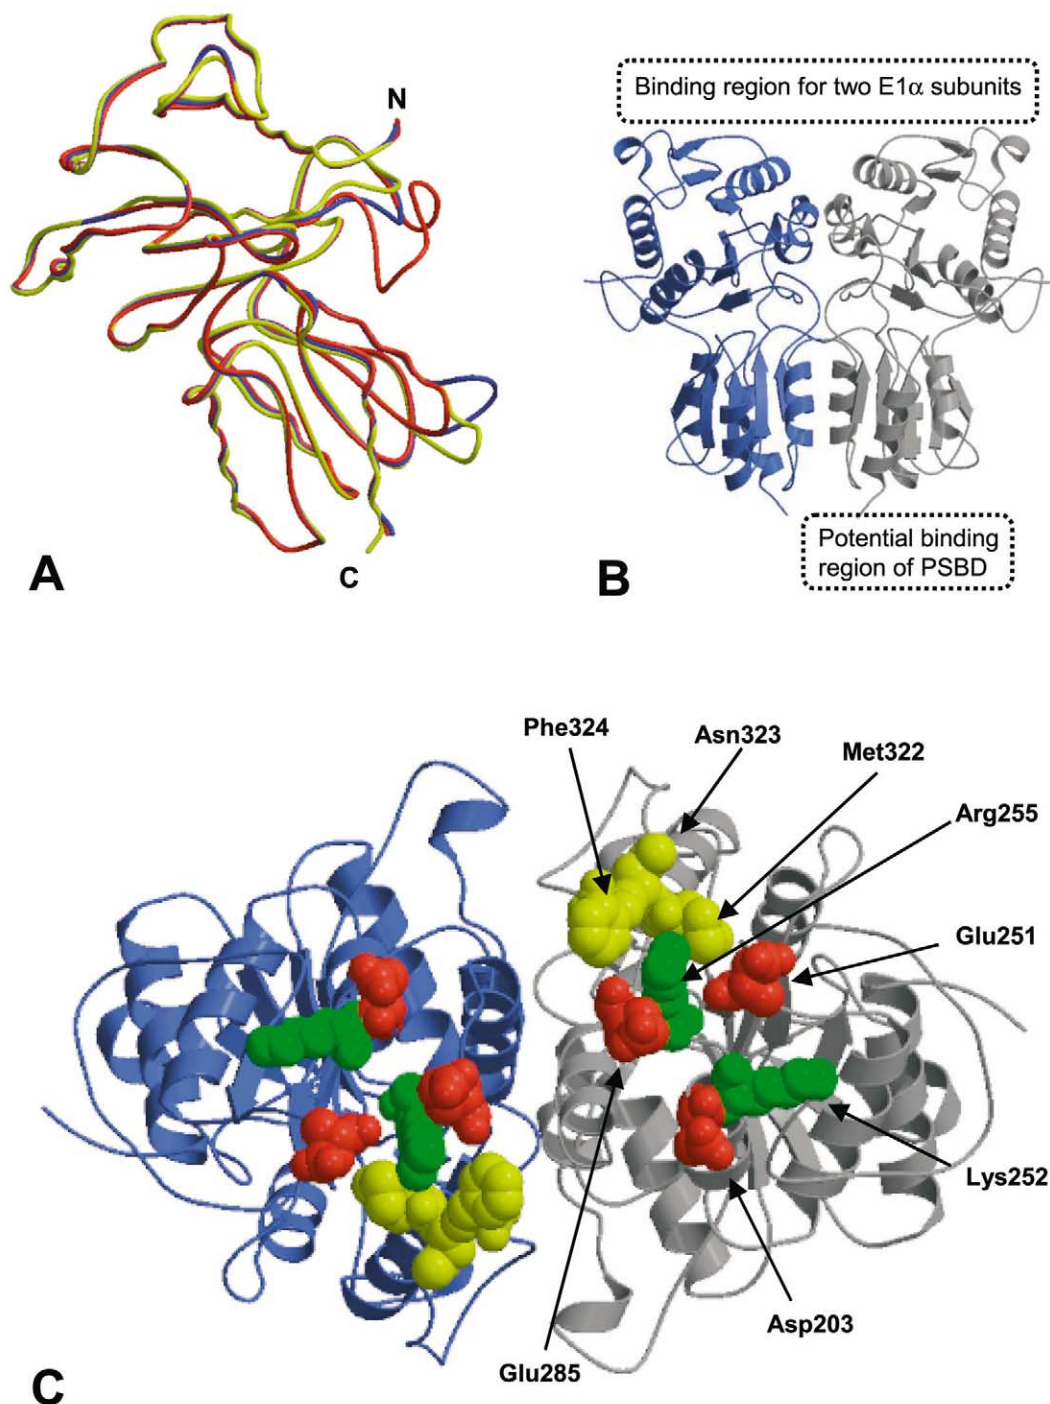 N
C
A
Binding region for two E1α subunits
Potential binding
region of PSBD
B
Phe324
Asn323
Met322
Arg255
Glu251
Lys252
Asp203
Glu285
C